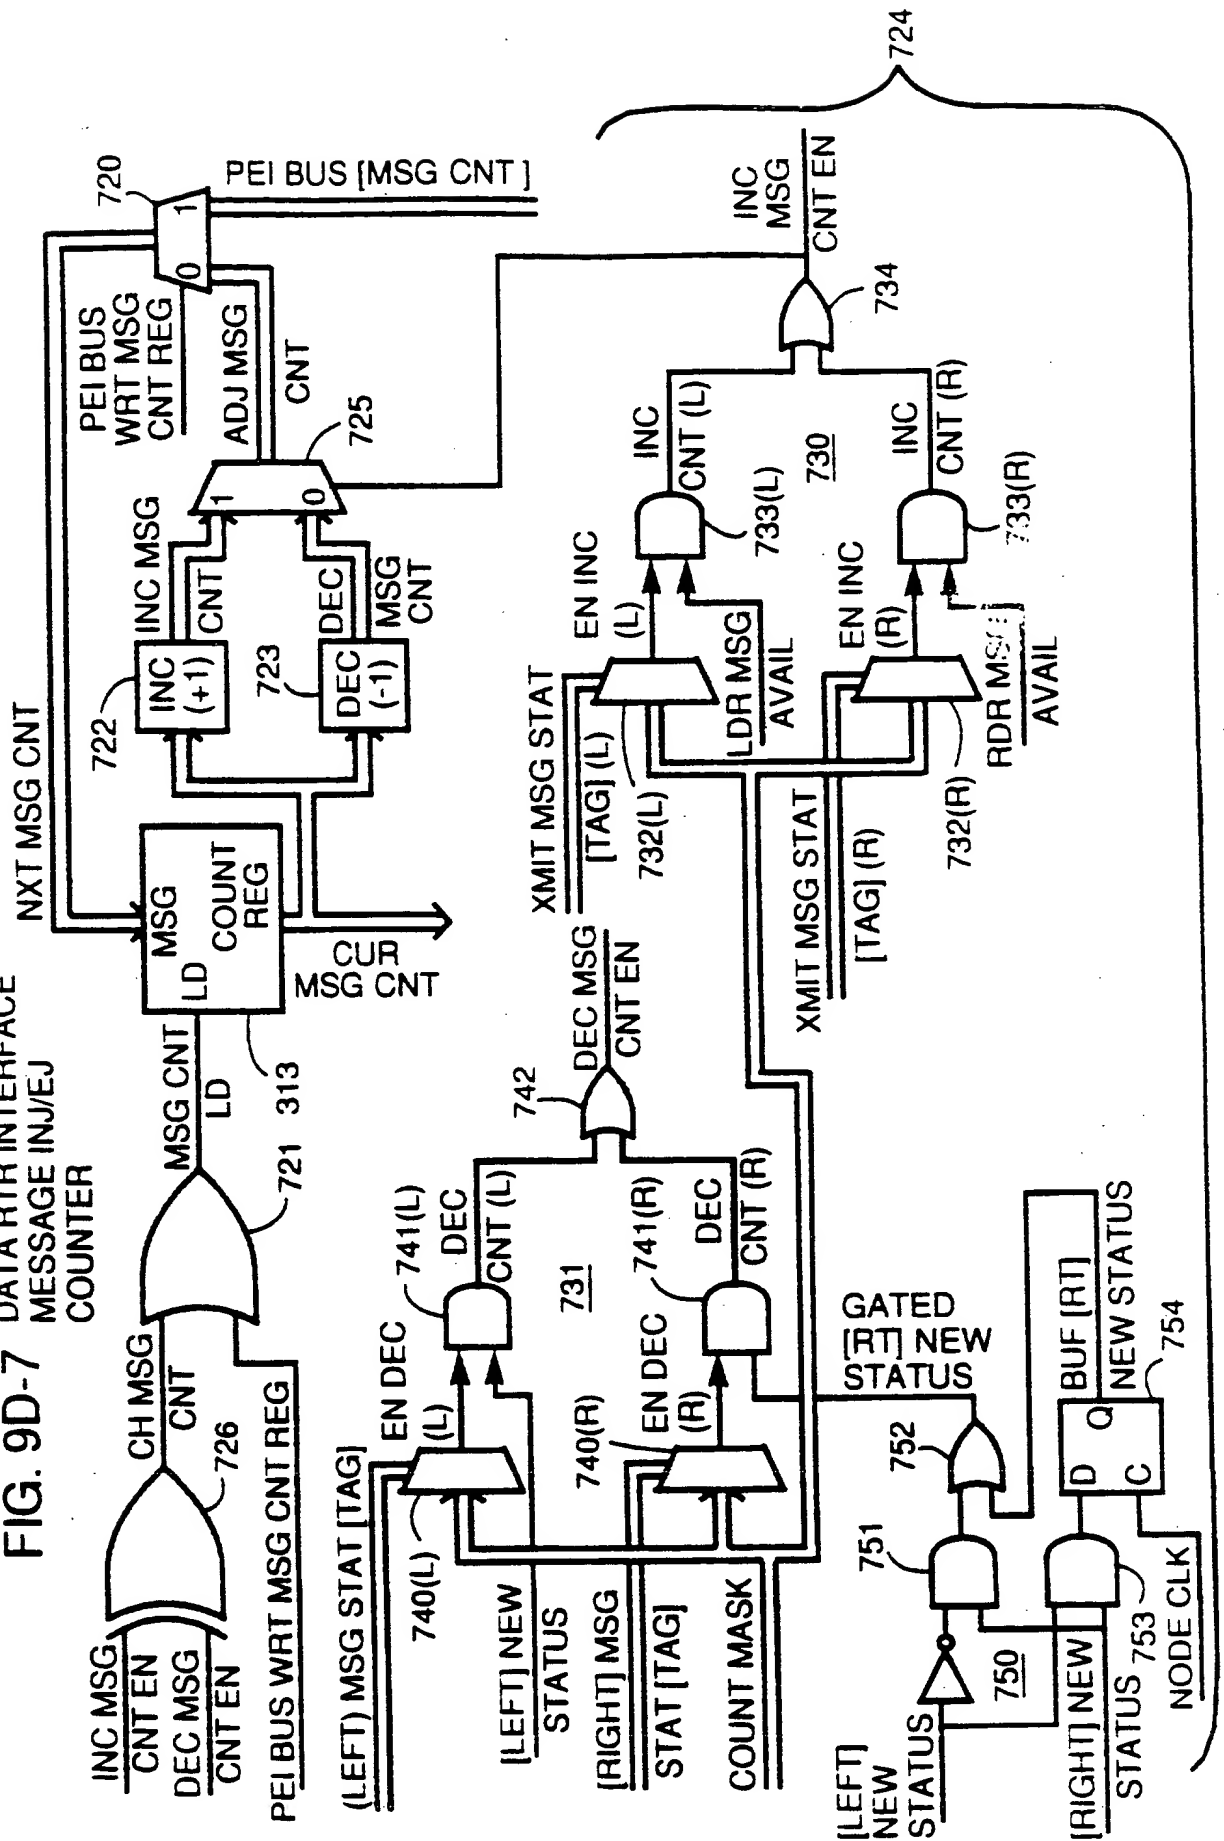 FIG. 9D-7
DATA RTR INTERFACE
MESSAGE INJ/EJ
COUNTER
INC MSG
CNT EN
DEC MSG
CNT EN
726
CH MSG
CNT
PEI BUS WRT MSG CNT REG
721
MSG CNT
LD
NXT MSG CNT
MSG
LD
COUNT
REG
313
CUR
MSG CNT
722
INC
(+1)
723
DEC
(-1)
INC MSG
CNT
DEC
MSG
CNT
1
0
725
ADJ MSG
CNT
PEI BUS
WRT MSG
CNT REG
720
0
1
PEI BUS [MSG CNT ]
(LEFT) MSG STAT [TAG]
740(L)
EN DEC
(L)
741(L)
DEC
CNT (L)
[LEFT] NEW
STATUS
731
[RIGHT] MSG
STAT [TAG]
740(R)
EN DEC
(R)
741(R)
DEC
CNT (R)
COUNT MASK
742
DEC MSG
CNT EN
XMIT MSG STAT
[TAG] (L)
732(L)
EN INC
(L)
LDR MSG
AVAIL
733(L)
INC
CNT (L)
730
XMIT MSG STAT
[TAG] (R)
732(R)
EN INC
(R)
RDR MSG
AVAIL
733(R)
INC
CNT (R)
734
INC
MSG
CNT EN
724
[LEFT]
NEW
STATUS
750
[RIGHT] NEW
STATUS
751
753
NODE CLK
752
GATED
[RT] NEW
STATUS
D
Q
C
BUF [RT]
NEW STATUS
754